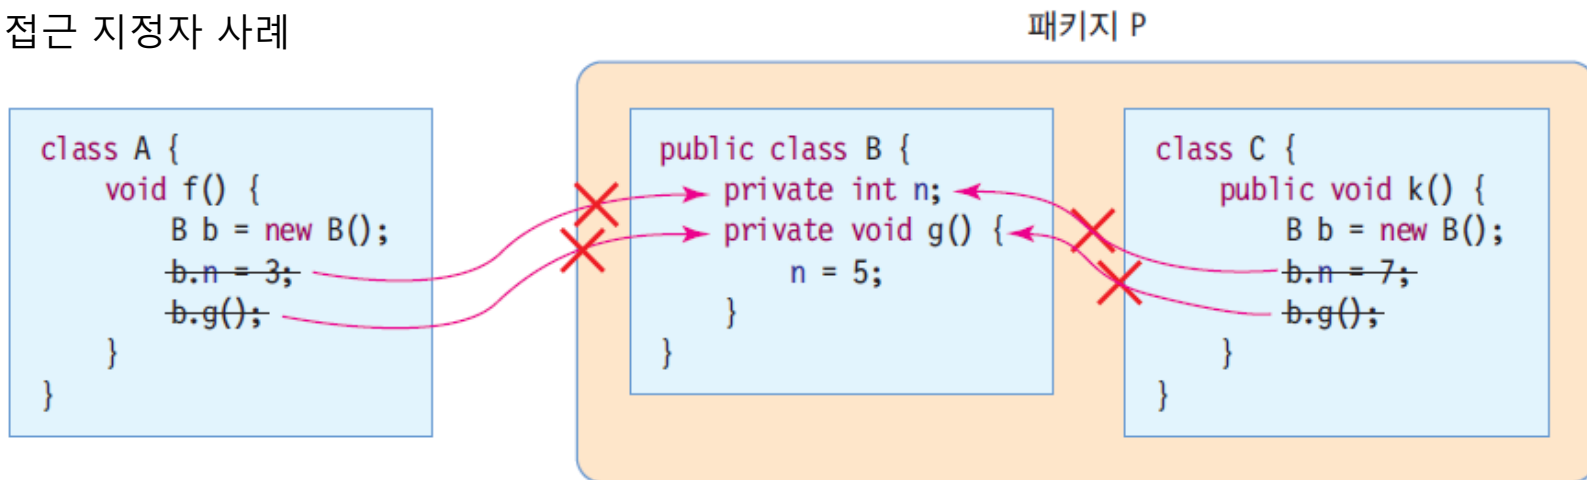 접근 지정자 사례
패키지 P
class A {
void f() {
B b = new B();
b.n = 3;
b.g();
}
}
public class B {
private int n;
private void g() {
n = 5;
}
}
class C {
public void k() {
B b = new B();
b.n = 7;
b.g();
}
}